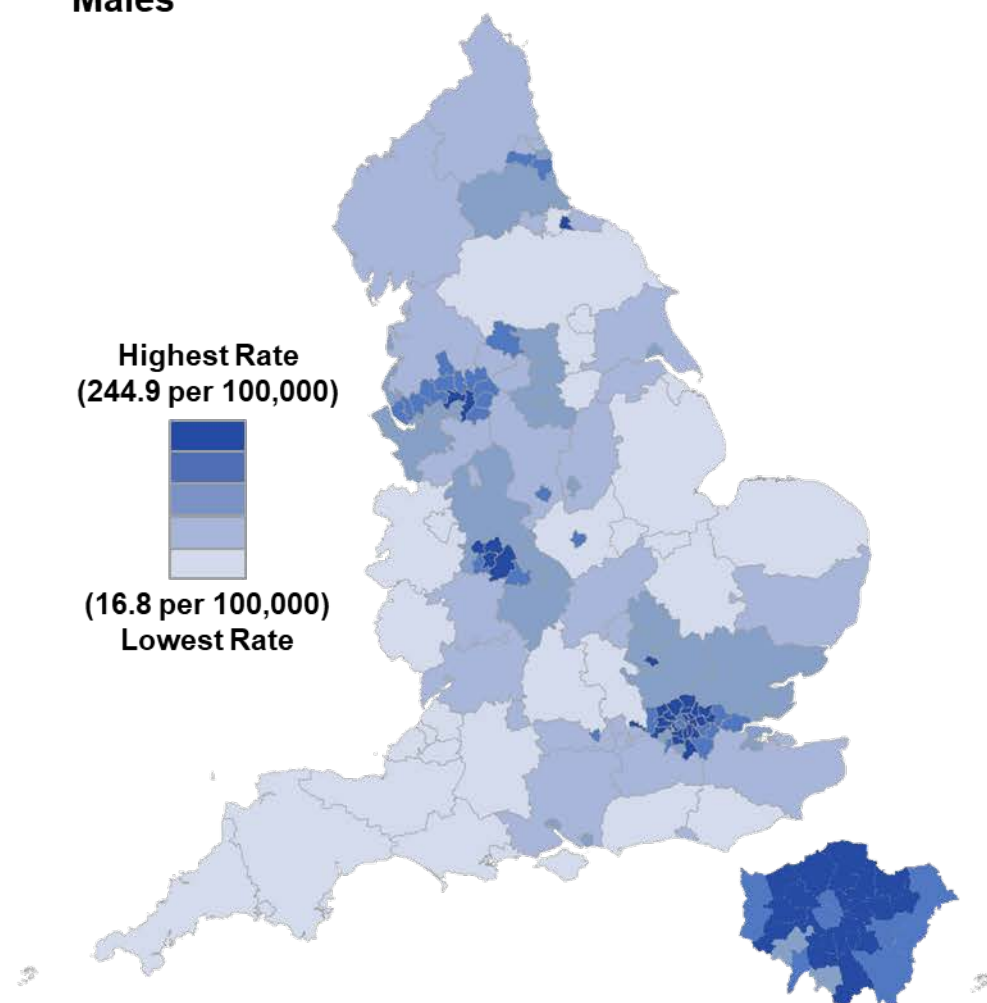 Males
Highest Rate
(244.9 per 100,000)
(16.8 per 100,000)
Lowest Rate